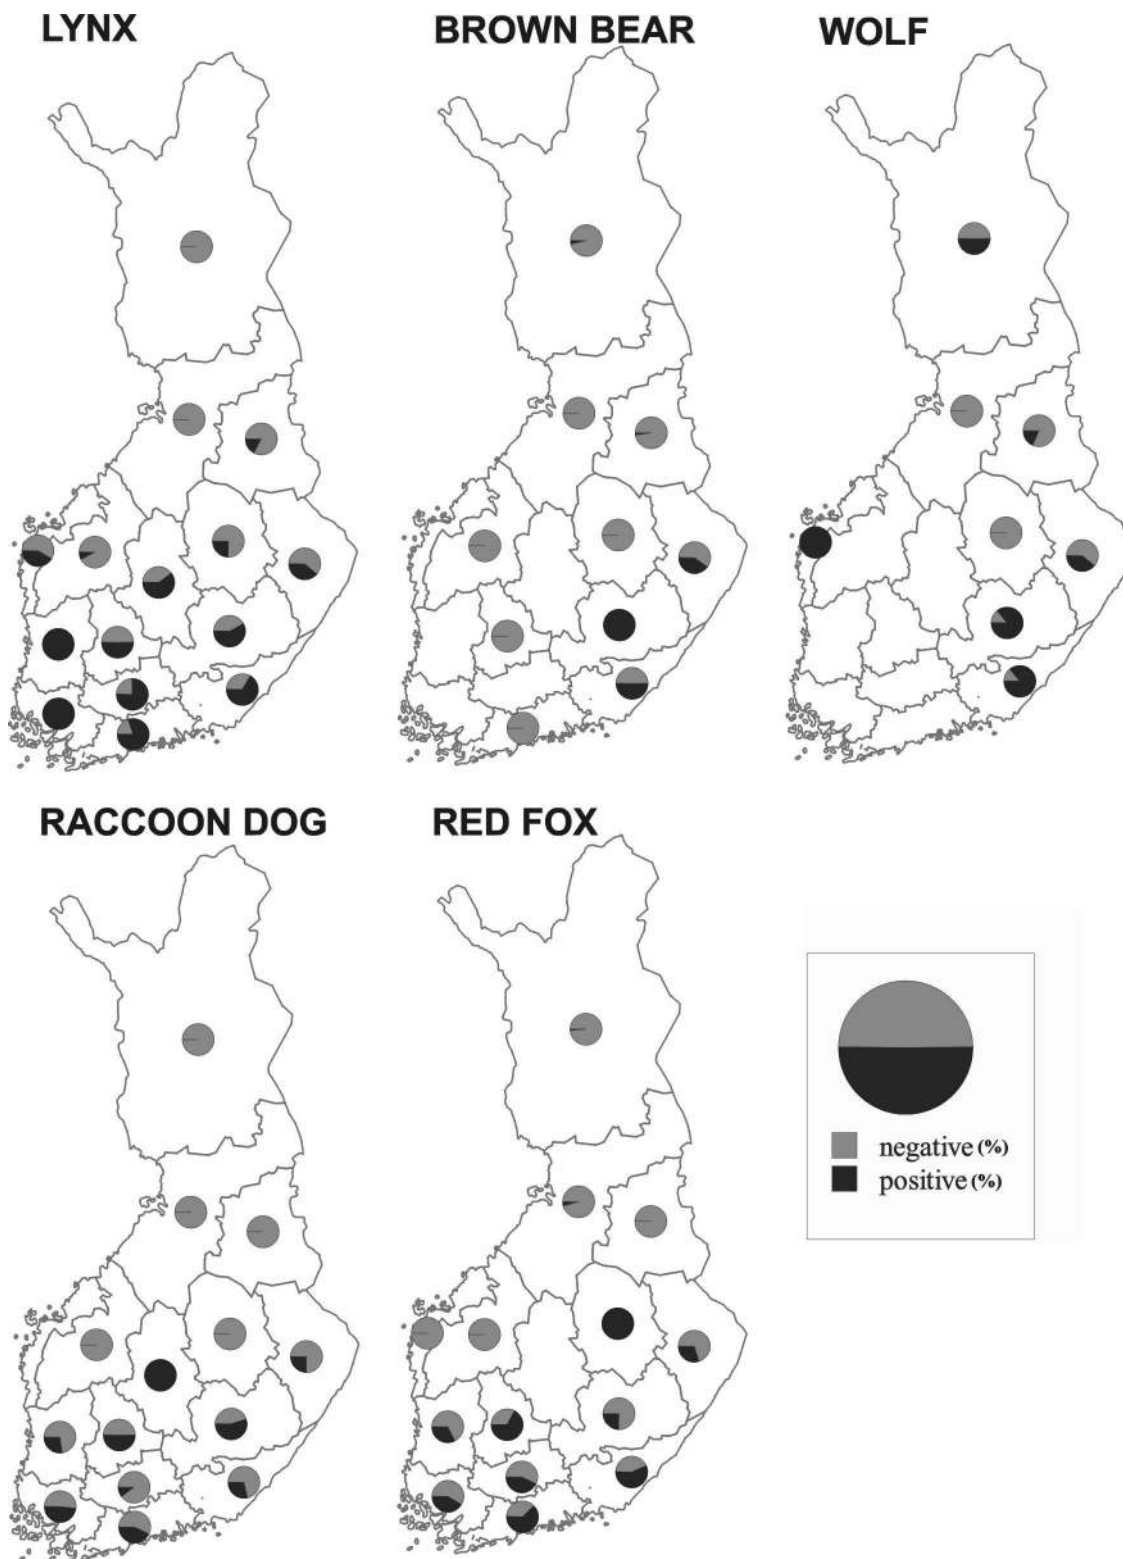 LYNX
BROWN BEAR
WOLF
RACCOON DOG
RED FOX
negative (%)
positive (%)